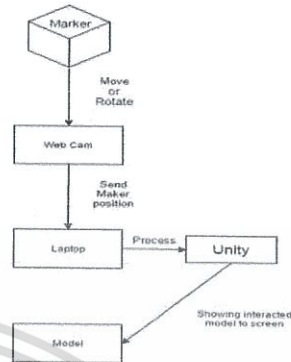 Marker
Move
or
Rotate
Web Cam
Send
Maker
position
Laptop
Process
Unity
Showing interacted
model to screen
Model